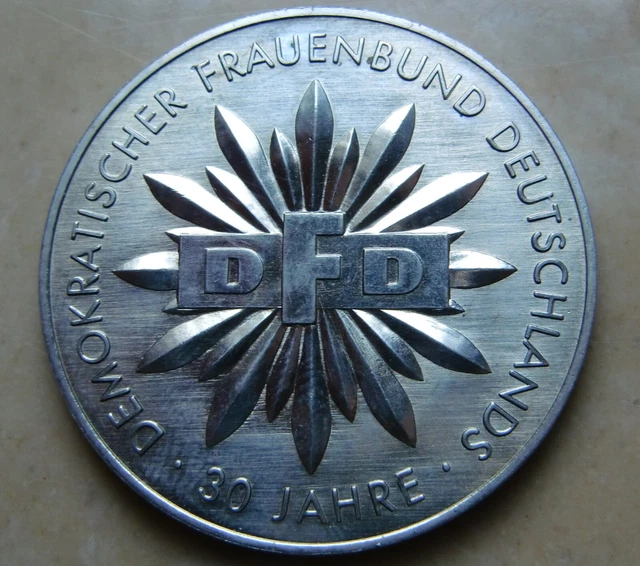 DEMOKRATISCHER FRAUENBUND DEUTSCHLANDS
DFD
· 30 JAHRE ·